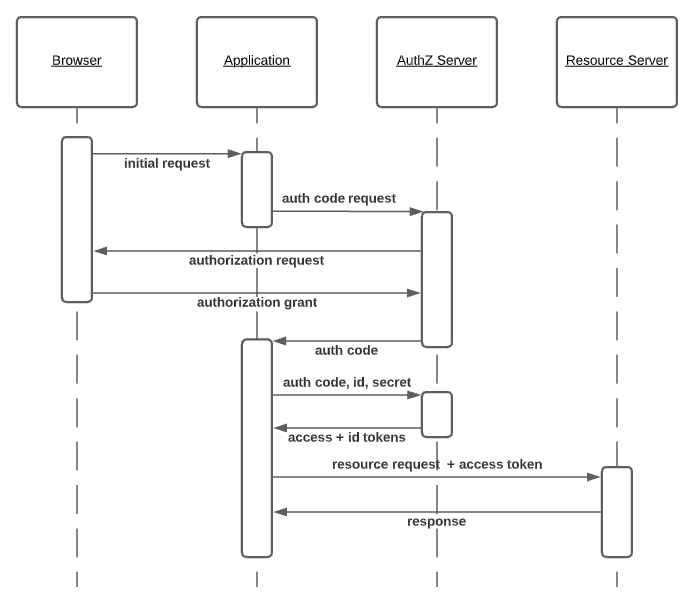 Browser
Application
AuthZ Server
Resource Server
initial request
auth code request
authorization request
authorization grant
auth code
auth code, id, secret
access + id tokens
resource request + access token
response